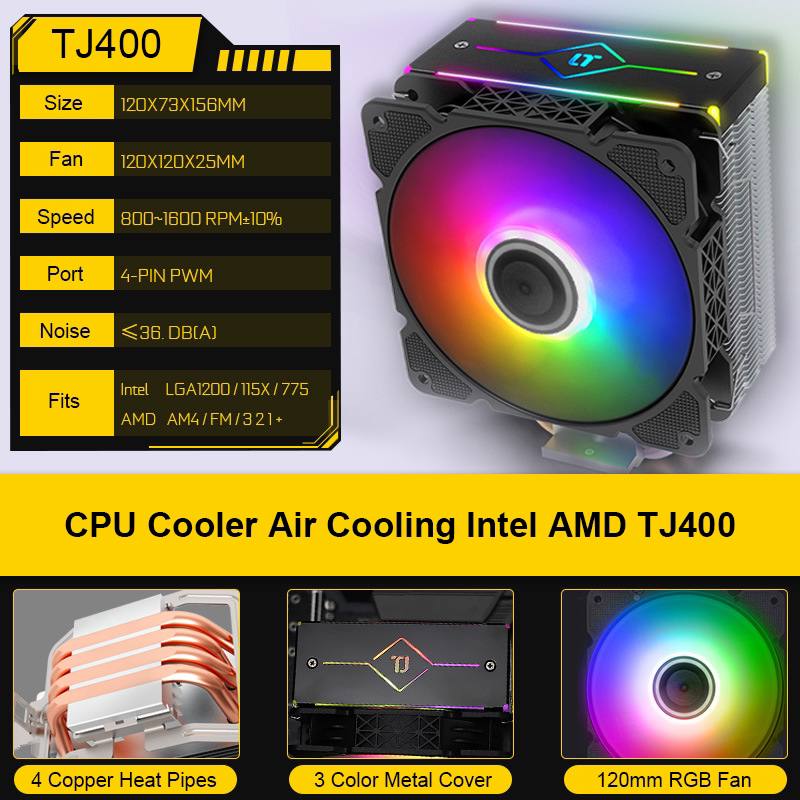 TJ400
Size 120X73X156MM
Fan 120X120X25MM
Speed 800~1600 RPM±10%
Port 4-PIN PWM
Noise ≤36. DB(A)
Fits
Intel LGA1200 / 115X / 775
AMD AM4 / FM / 3 2 1 +
CPU Cooler Air Cooling Intel AMD TJ400
TJ
4 Copper Heat Pipes
3 Color Metal Cover
120mm RGB Fan